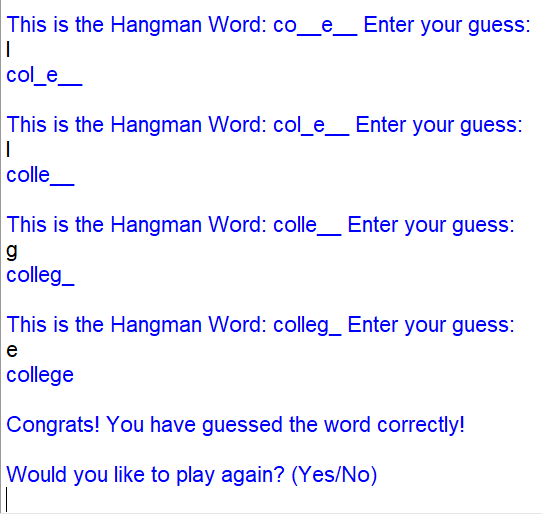 This is the Hangman Word: co__e__ Enter your guess:
l
col_e__
This is the Hangman Word: col_e__ Enter your guess:
l
colle__
This is the Hangman Word: colle__ Enter your guess:
g
colleg_
This is the Hangman Word: colleg_ Enter your guess:
e
college
Congrats! You have guessed the word correctly!
Would you like to play again? (Yes/No)